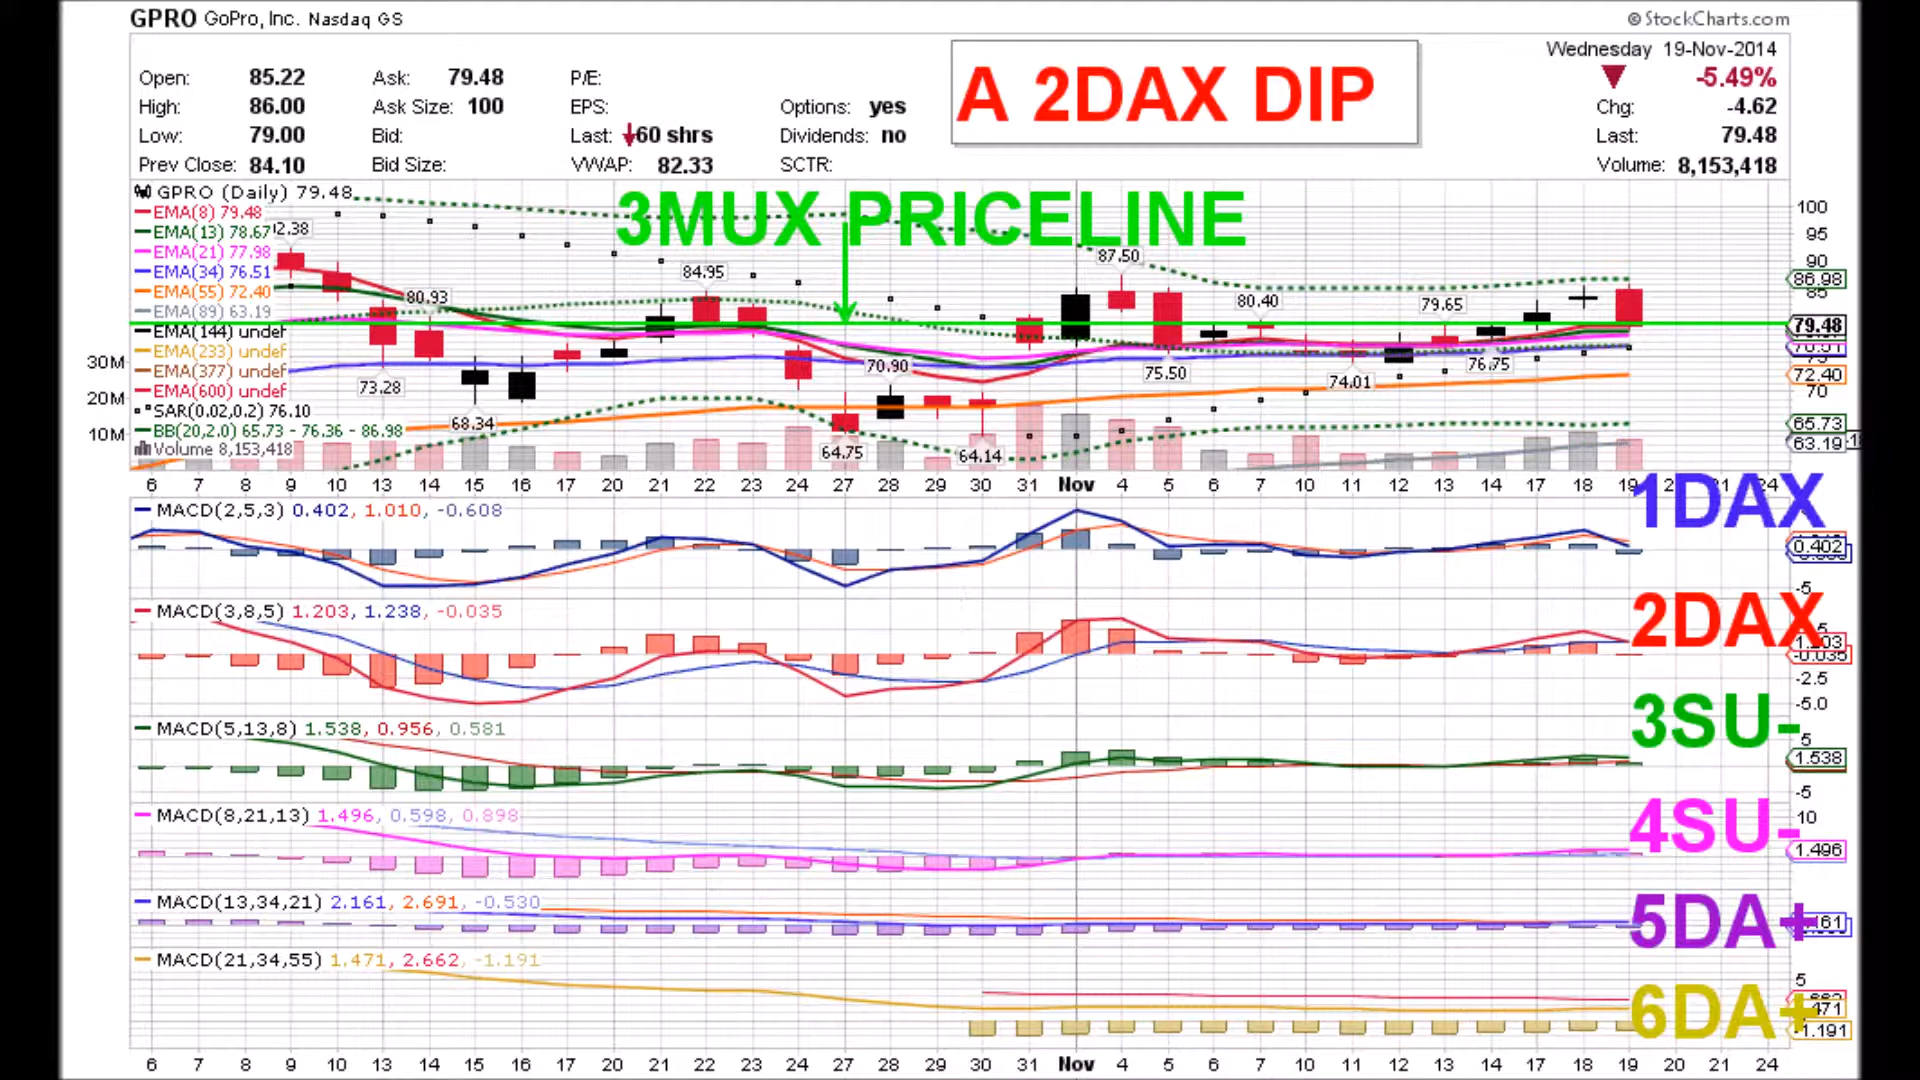 GPRO GoPro, Inc. Nasdaq GS
© StockCharts.com
Wednesday 19-Nov-2014
Open: 85.22 Ask: 79.48 P/E:
-5.49%
High: 86.00 Ask Size: 100 EPS: Options: yes
Chg: -4.62
Low: 79.00 Bid: Last: 60 shrs Dividends: no
Last: 79.48
Prev Close: 84.10 Bid Size: VWAP: 82.33 SCTR:
Volume: 8,153,418
A 2DAX DIP
GPRO (Daily) 79.48
3MUX PRICELINE
EMA(8) 79.48
EMA(13) 78.67
EMA(21) 77.98
EMA(34) 76.51
EMA(55) 72.40
EMA(89) 63.19
EMA(144) undef
EMA(233) undef
EMA(377) undef
EMA(600) undef
SAR(0.02,0.2) 76.10
BB(20,2.0) 65.73 - 76.36 - 86.98
Volume 8,153,418
30M
20M
10M
80.93
73.28
68.34
84.95
64.75
70.90
64.14
87.50
75.50
80.40
74.01
79.65
76.75
100
95
90
86.98
85
79.48
72.40
70
65.73
63.19
6 7 8 9 10 13 14 15 16 17 20 21 22 23 24 27 28 29 30 31 Nov 4 5 6 7 10 11 12 13 14 17 18 19 20 21 24
1DAX
MACD(2,5,3) 0.402, 1.010, -0.608
0.402
-5
2DAX
MACD(3,8,5) 1.203, 1.238, -0.035
-0.035
-2.5
-5.0
3SU-
MACD(5,13,8) 1.538, 0.956, 0.581
5
1.538
-5
4SU-
MACD(8,21,13) 1.496, 0.598, 0.898
10
1.496
5DA+
MACD(13,34,21) 2.161, 2.691, -0.530
6DA+
MACD(21,34,55) 1.471, 2.662, -1.191
5
-1.191
6 7 8 9 10 13 14 15 16 17 20 21 22 23 24 27 28 29 30 31 Nov 4 5 6 7 10 11 12 13 14 17 18 19 20 21 24